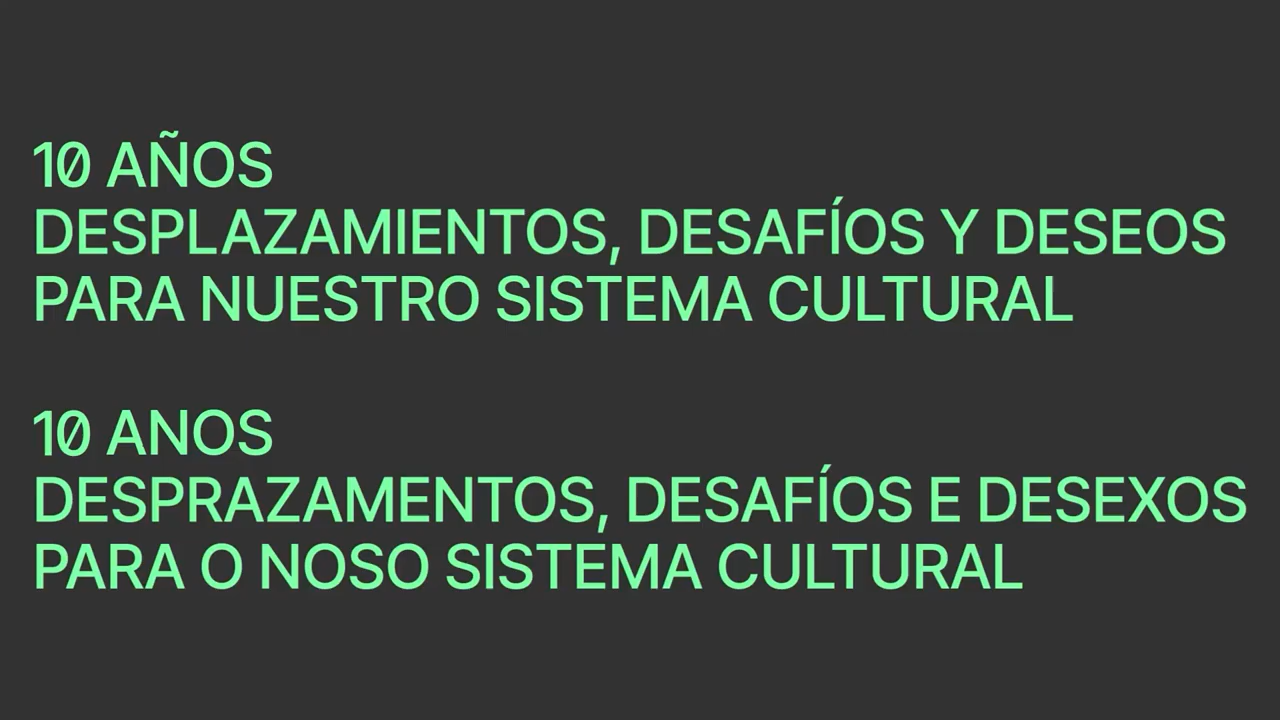 10 AÑOS
DESPLAZAMIENTOS, DESAFÍOS Y DESEOS
PARA NUESTRO SISTEMA CULTURAL
10 ANOS
DESPRAZAMENTOS, DESAFÍOS E DESEXOS
PARA O NOSO SISTEMA CULTURAL